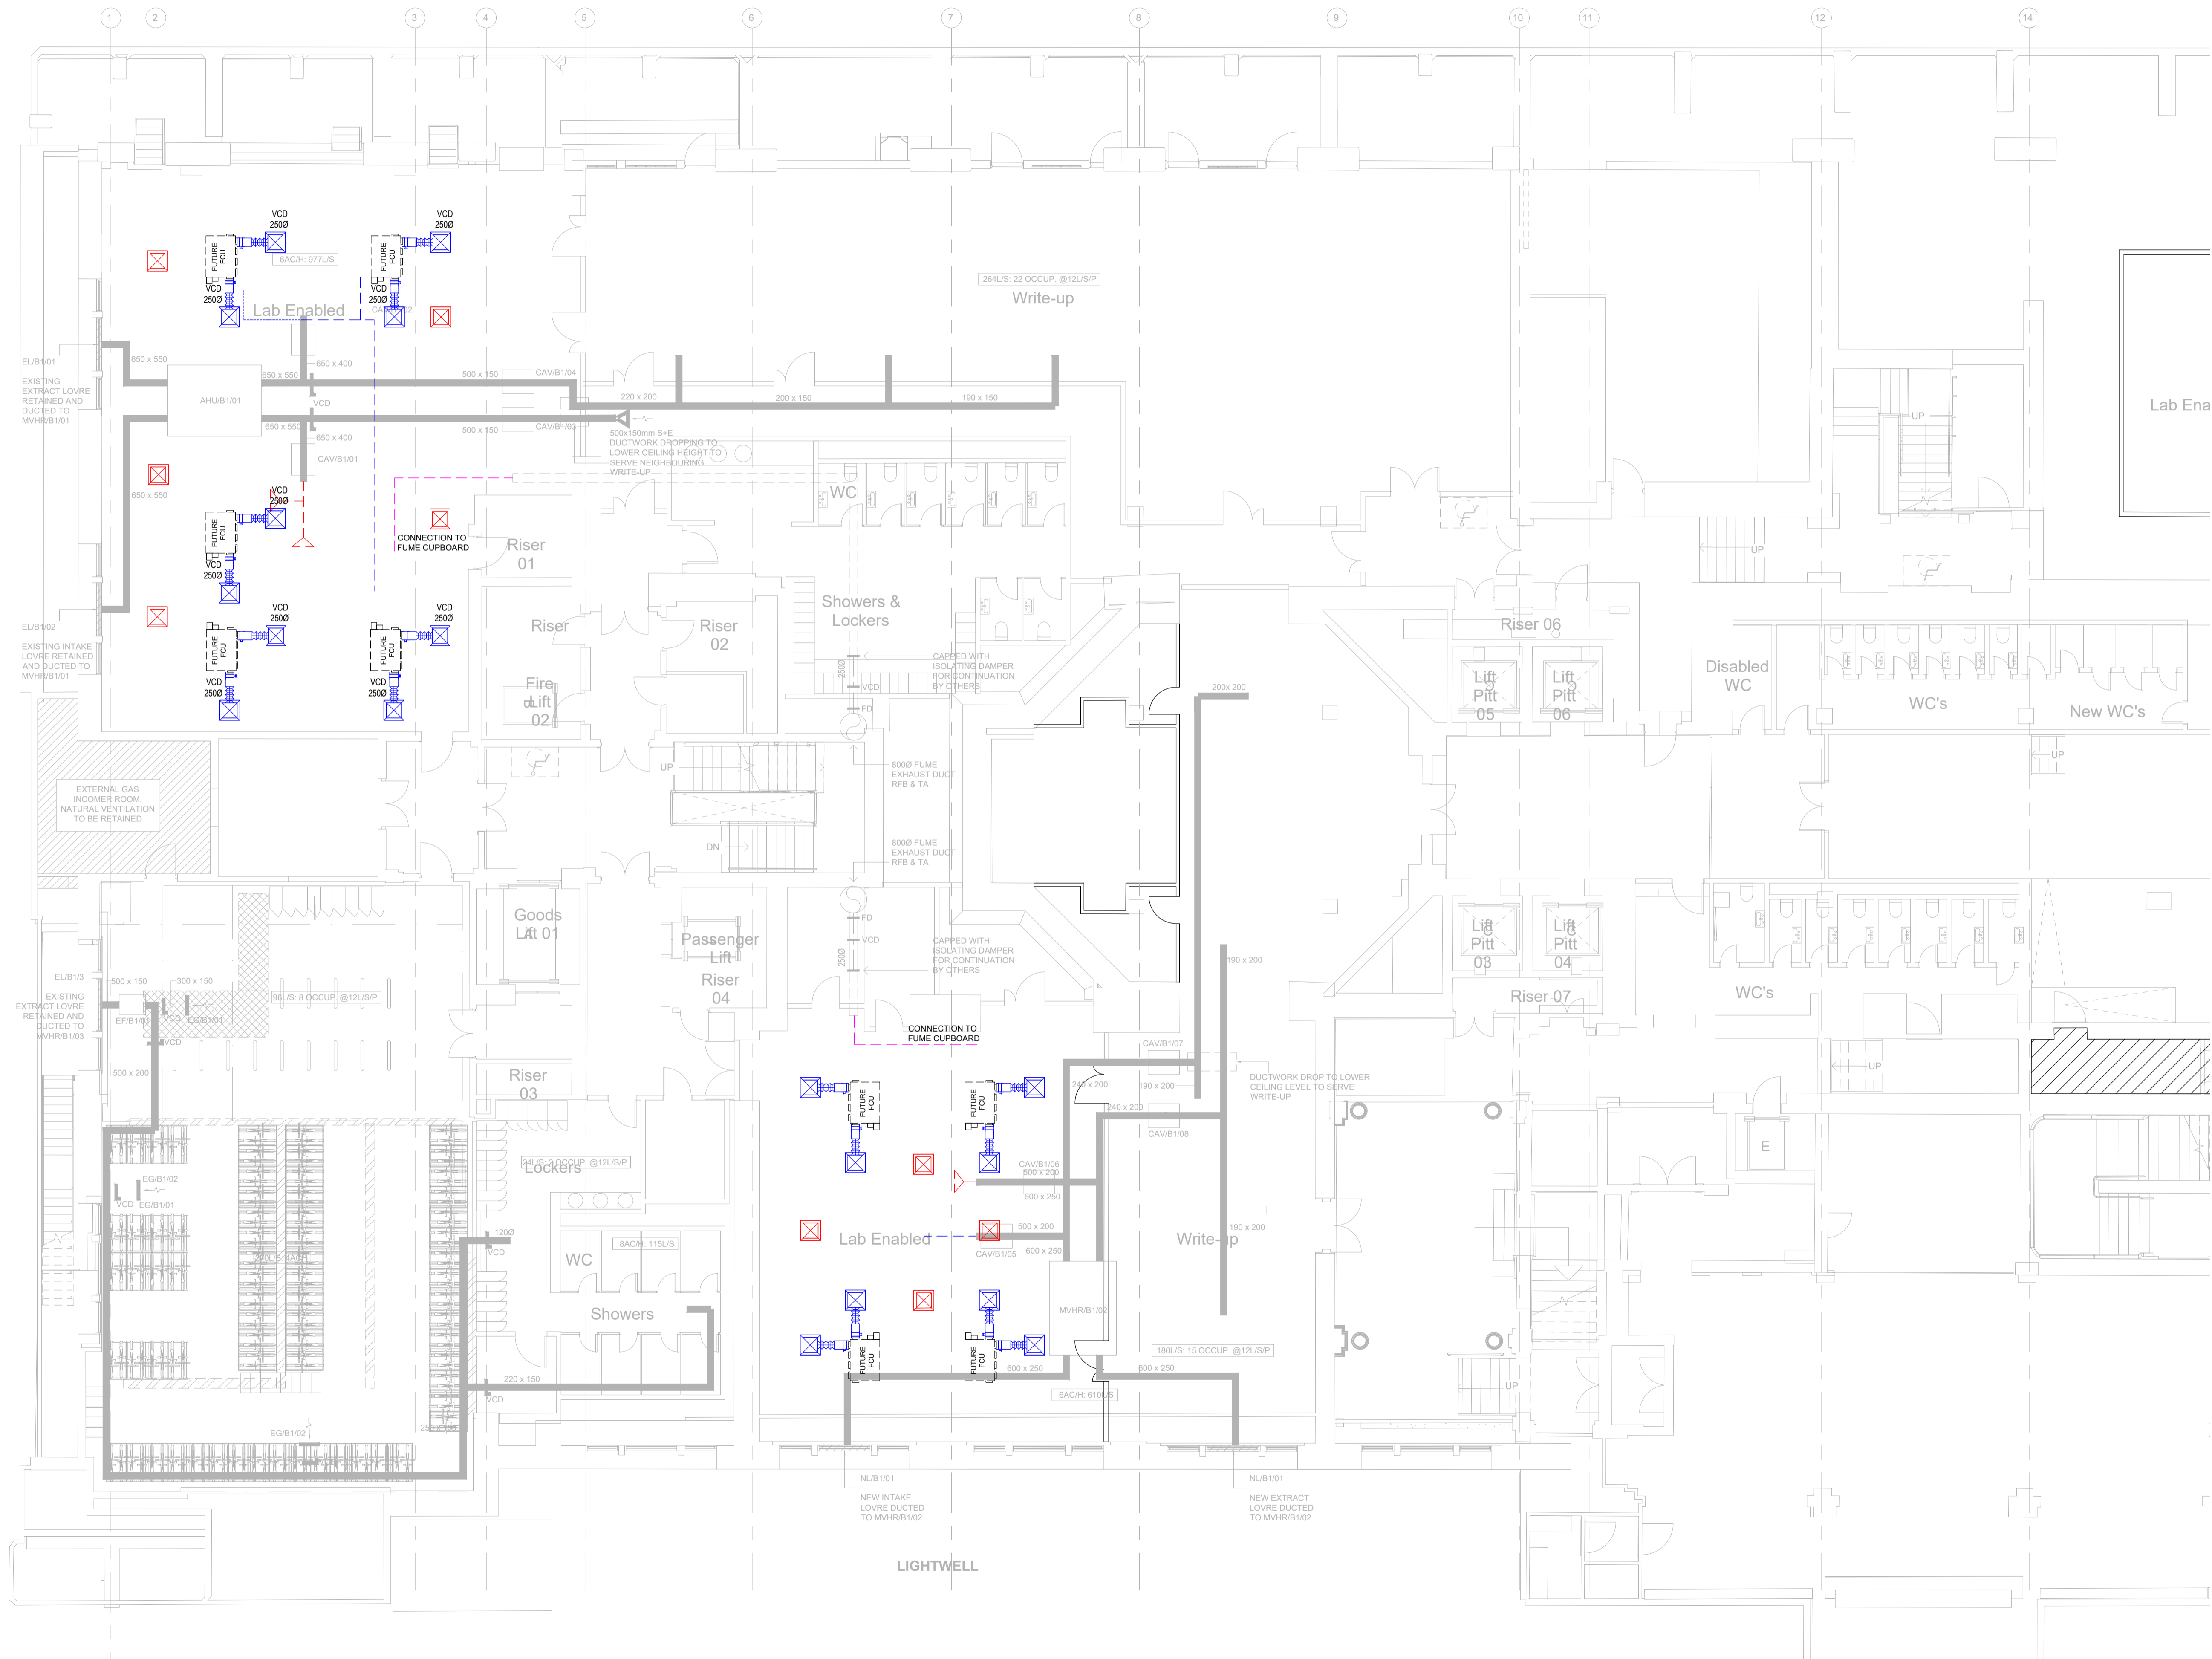 1
2
3
4
5
6
7
8
9
10
11
12
14
VCD
250Ø
VCD
250Ø
FUTURE
FCU
FUTURE
FCU
6AC/H: 977L/S
VCD
250Ø
VCD
250Ø
Lab Enabled
264L/S: 22 OCCUP. @12L/S/P
Write-up
EL/B1/01
EXISTING
EXTRACT LOVRE
RETAINED AND
DUCTED TO
MVHR/B1/01
650 x 550
AHU/B1/01
650 x 550
650 x 400
VCD
500 x 150
CAV/B1/04
220 x 200
200 x 150
190 x 150
650 x 550
650 x 400
500 x 150
CAV/B1/03
CAV/B1/01
500x150mm S+E
DUCTWORK DROPPING TO
LOWER CEILING HEIGHT TO
SERVE NEIGHBOURING
WRITE-UP
UP
Lab Ena
650 x 550
VCD
250Ø
FUTURE
FCU
VCD
250Ø
CONNECTION TO
FUME CUPBOARD
WC
Riser
01
UP
EL/B1/02
EXISTING INTAKE
LOVRE RETAINED
AND DUCTED TO
MVHR/B1/01
VCD
250Ø
VCD
250Ø
FUTURE
FCU
FUTURE
FCU
VCD
250Ø
VCD
250Ø
Riser
Riser
02
Showers &
Lockers
Riser 06
Fire
Lift
02
250Ø
CAPPED WITH
ISOLATING DAMPER
FOR CONTINUATION
BY OTHERS
VCD
FD
200x 200
Lift
Pitt
05
Lift
Pitt
06
Disabled
WC
WC's
New WC's
UP
EXTERNAL GAS
INCOMER ROOM,
NATURAL VENTILATION
TO BE RETAINED
UP
DN
800Ø FUME
EXHAUST DUCT
RFB & TA
800Ø FUME
EXHAUST DUCT
RFB & TA
Goods
Lift 01
Passenger
Lift
Riser
04
FD
VCD
250Ø
CAPPED WITH
ISOLATING DAMPER
FOR CONTINUATION
BY OTHERS
190 x 200
Lift
Pitt
03
Lift
Pitt
04
Riser 07
WC's
EL/B1/3
EXISTING
EXTRACT LOVRE
RETAINED AND
DUCTED TO
MVHR/B1/03
500 x 150
300 x 150
96L/S: 8 OCCUP. @12L/S/P
EF/B1/01
VCD
EG/B1/01
VCD
500 x 200
Riser
03
CONNECTION TO
FUME CUPBOARD
CAV/B1/07
240 x 200
190 x 200
240 x 200
CAV/B1/08
DUCTWORK DROP TO LOWER
CEILING LEVEL TO SERVE
WRITE-UP
UP
FUTURE
FCU
FUTURE
FCU
E
EG/B1/02
VCD
EG/B1/01
24L/S: 2 OCCUP. @12L/S/P
Lockers
CAV/B1/06
500 x 200
600 x 250
120Ø
VCD
8AC/H: 115L/S
WC
Lab Enabled
500 x 200
CAV/B1/05
600 x 250
Write-up
190 x 200
Showers
MVHR/B1/02
FUTURE
FCU
FUTURE
FCU
180L/S: 15 OCCUP. @12L/S/P
220 x 150
VCD
600 x 250
600 x 250
6AC/H: 610L/S
UP
EG/B1/02
VCD
NL/B1/01
NEW INTAKE
LOVRE DUCTED
TO MVHR/B1/02
NL/B1/01
NEW EXTRACT
LOVRE DUCTED
TO MVHR/B1/02
LIGHTWELL